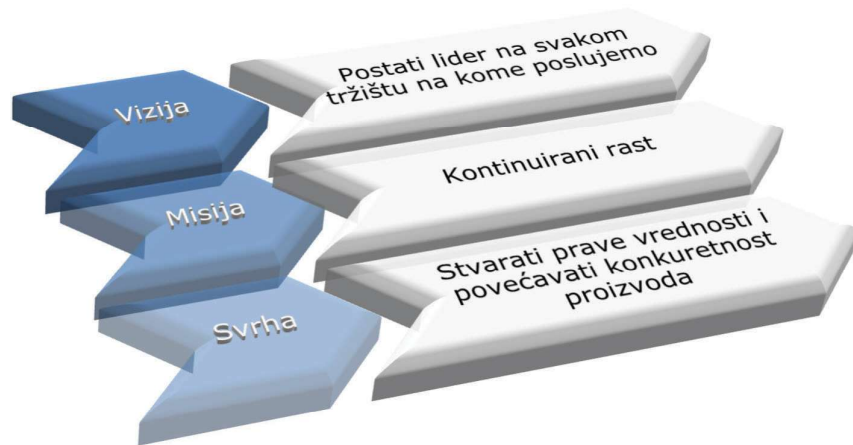 Vizija
Postati lider na svakom
tržištu na kome poslujemo
Misija
Kontinuirani rast
Svrha
Stvarati prave vrednosti i
povećavati konkuretnost
proizvoda